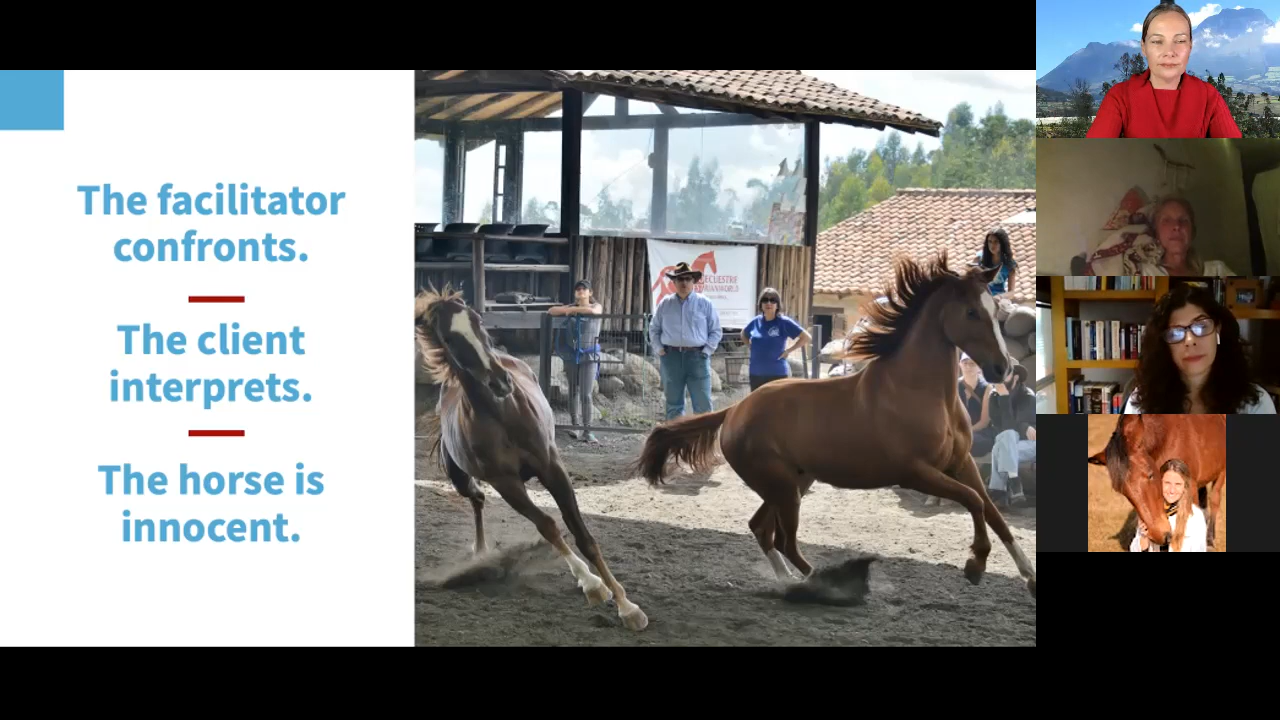 The facilitator
confronts.
The client
interprets.
The horse is
innocent.